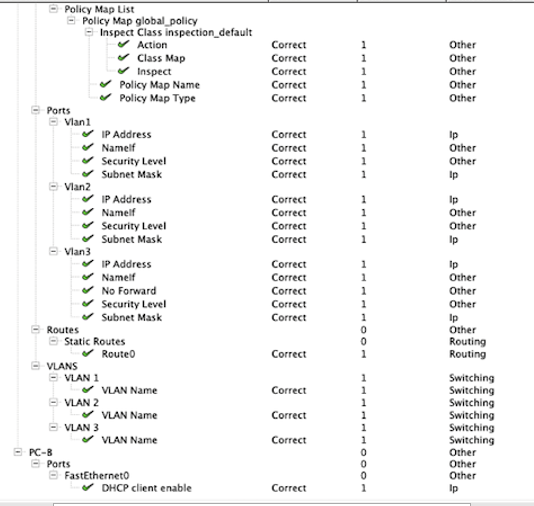 Policy Map List
Policy Map global_policy
Inspect Class inspection_default
Action Correct 1 Other
Class Map Correct 1 Other
Inspect Correct 1 Other
Policy Map Name Correct 1 Other
Policy Map Type Correct 1 Other
Ports
Vlan1
IP Address Correct 1 Ip
NameIf Correct 1 Other
Security Level Correct 1 Other
Subnet Mask Correct 1 Ip
Vlan2
IP Address Correct 1 Ip
NameIf Correct 1 Other
Security Level Correct 1 Other
Subnet Mask Correct 1 Ip
Vlan3
IP Address Correct 1 Ip
NameIf Correct 1 Other
No Forward Correct 1 Other
Security Level Correct 1 Other
Subnet Mask Correct 1 Ip
Routes 0 Other
Static Routes 0 Routing
Route0 Correct 1 Routing
VLANS
VLAN 1 1 Switching
VLAN Name Correct 1 Switching
VLAN 2 1 Switching
VLAN Name Correct 1 Switching
VLAN 3 1 Switching
VLAN Name Correct 1 Switching
PC-B 0 Other
Ports 0 Other
FastEthernet0 0 Other
DHCP client enable Correct 1 Ip